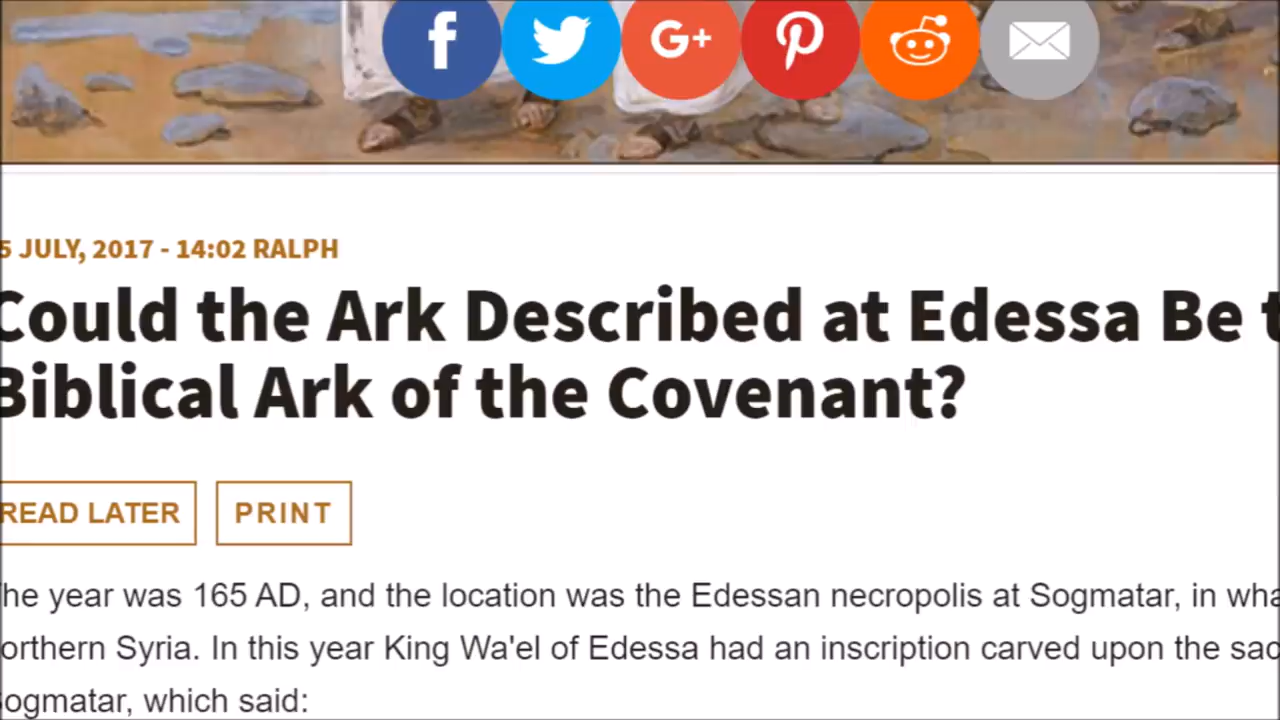 f G+
5 JULY, 2017 - 14:02 RALPH
Could the Ark Described at Edessa Be t
Biblical Ark of the Covenant?
READ LATER PRINT
The year was 165 AD, and the location was the Edessan necropolis at Sogmatar, in wha
orthern Syria. In this year King Wa'el of Edessa had an inscription carved upon the sac
Sogmatar, which said: